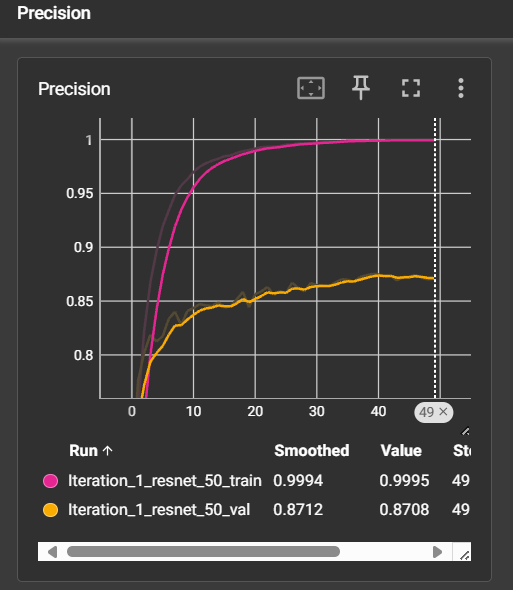 Precision
Precision
1
0.95
0.9
0.85
0.8
0 10 20 30 40 49
Run Smoothed Value
Iteration_1_resnet_50_train 0.9994 0.9995 49
Iteration_1_resnet_50_val 0.8712 0.8708 49